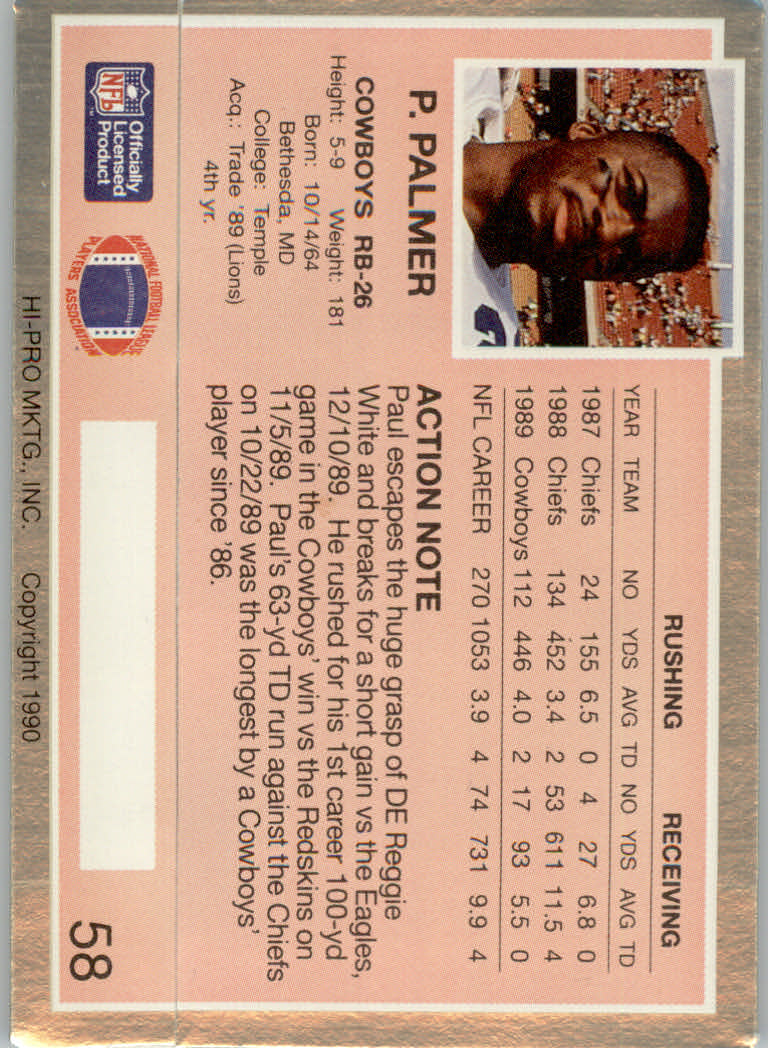 P. PALMER
COWBOYS RB-26
Height: 5-9 Weight: 181
Born: 10/14/64
Bethesda, MD
College: Temple
Acq.: Trade '89 (Lions)
4th yr.
RUSHING RECEIVING
YEAR TEAM NO YDS AVG TD NO YDS AVG TD
1987 Chiefs 24 155 6.5 0 4 27 6.8 0
1988 Chiefs 134 452 3.4 2 53 611 11.5 4
1989 Cowboys 112 446 4.0 2 17 93 5.5 0
NFL CAREER 270 1053 3.9 4 74 731 9.9 4
ACTION NOTE
Paul escapes the huge grasp of DE Reggie
White and breaks for a short gain vs the Eagles,
12/10/89. He rushed for his 1st career 100-yd
game in the Cowboys' win vs the Redskins on
11/5/89. Paul's 63-yd TD run against the Chiefs
on 10/22/89 was the longest by a Cowboys'
player since '86.
NFL
Officially
Licensed
Product
NATIONAL FOOTBALL LEAGUE
PLAYERS ASSOCIATION
58
HI-PRO MKTG., INC. Copyright 1990